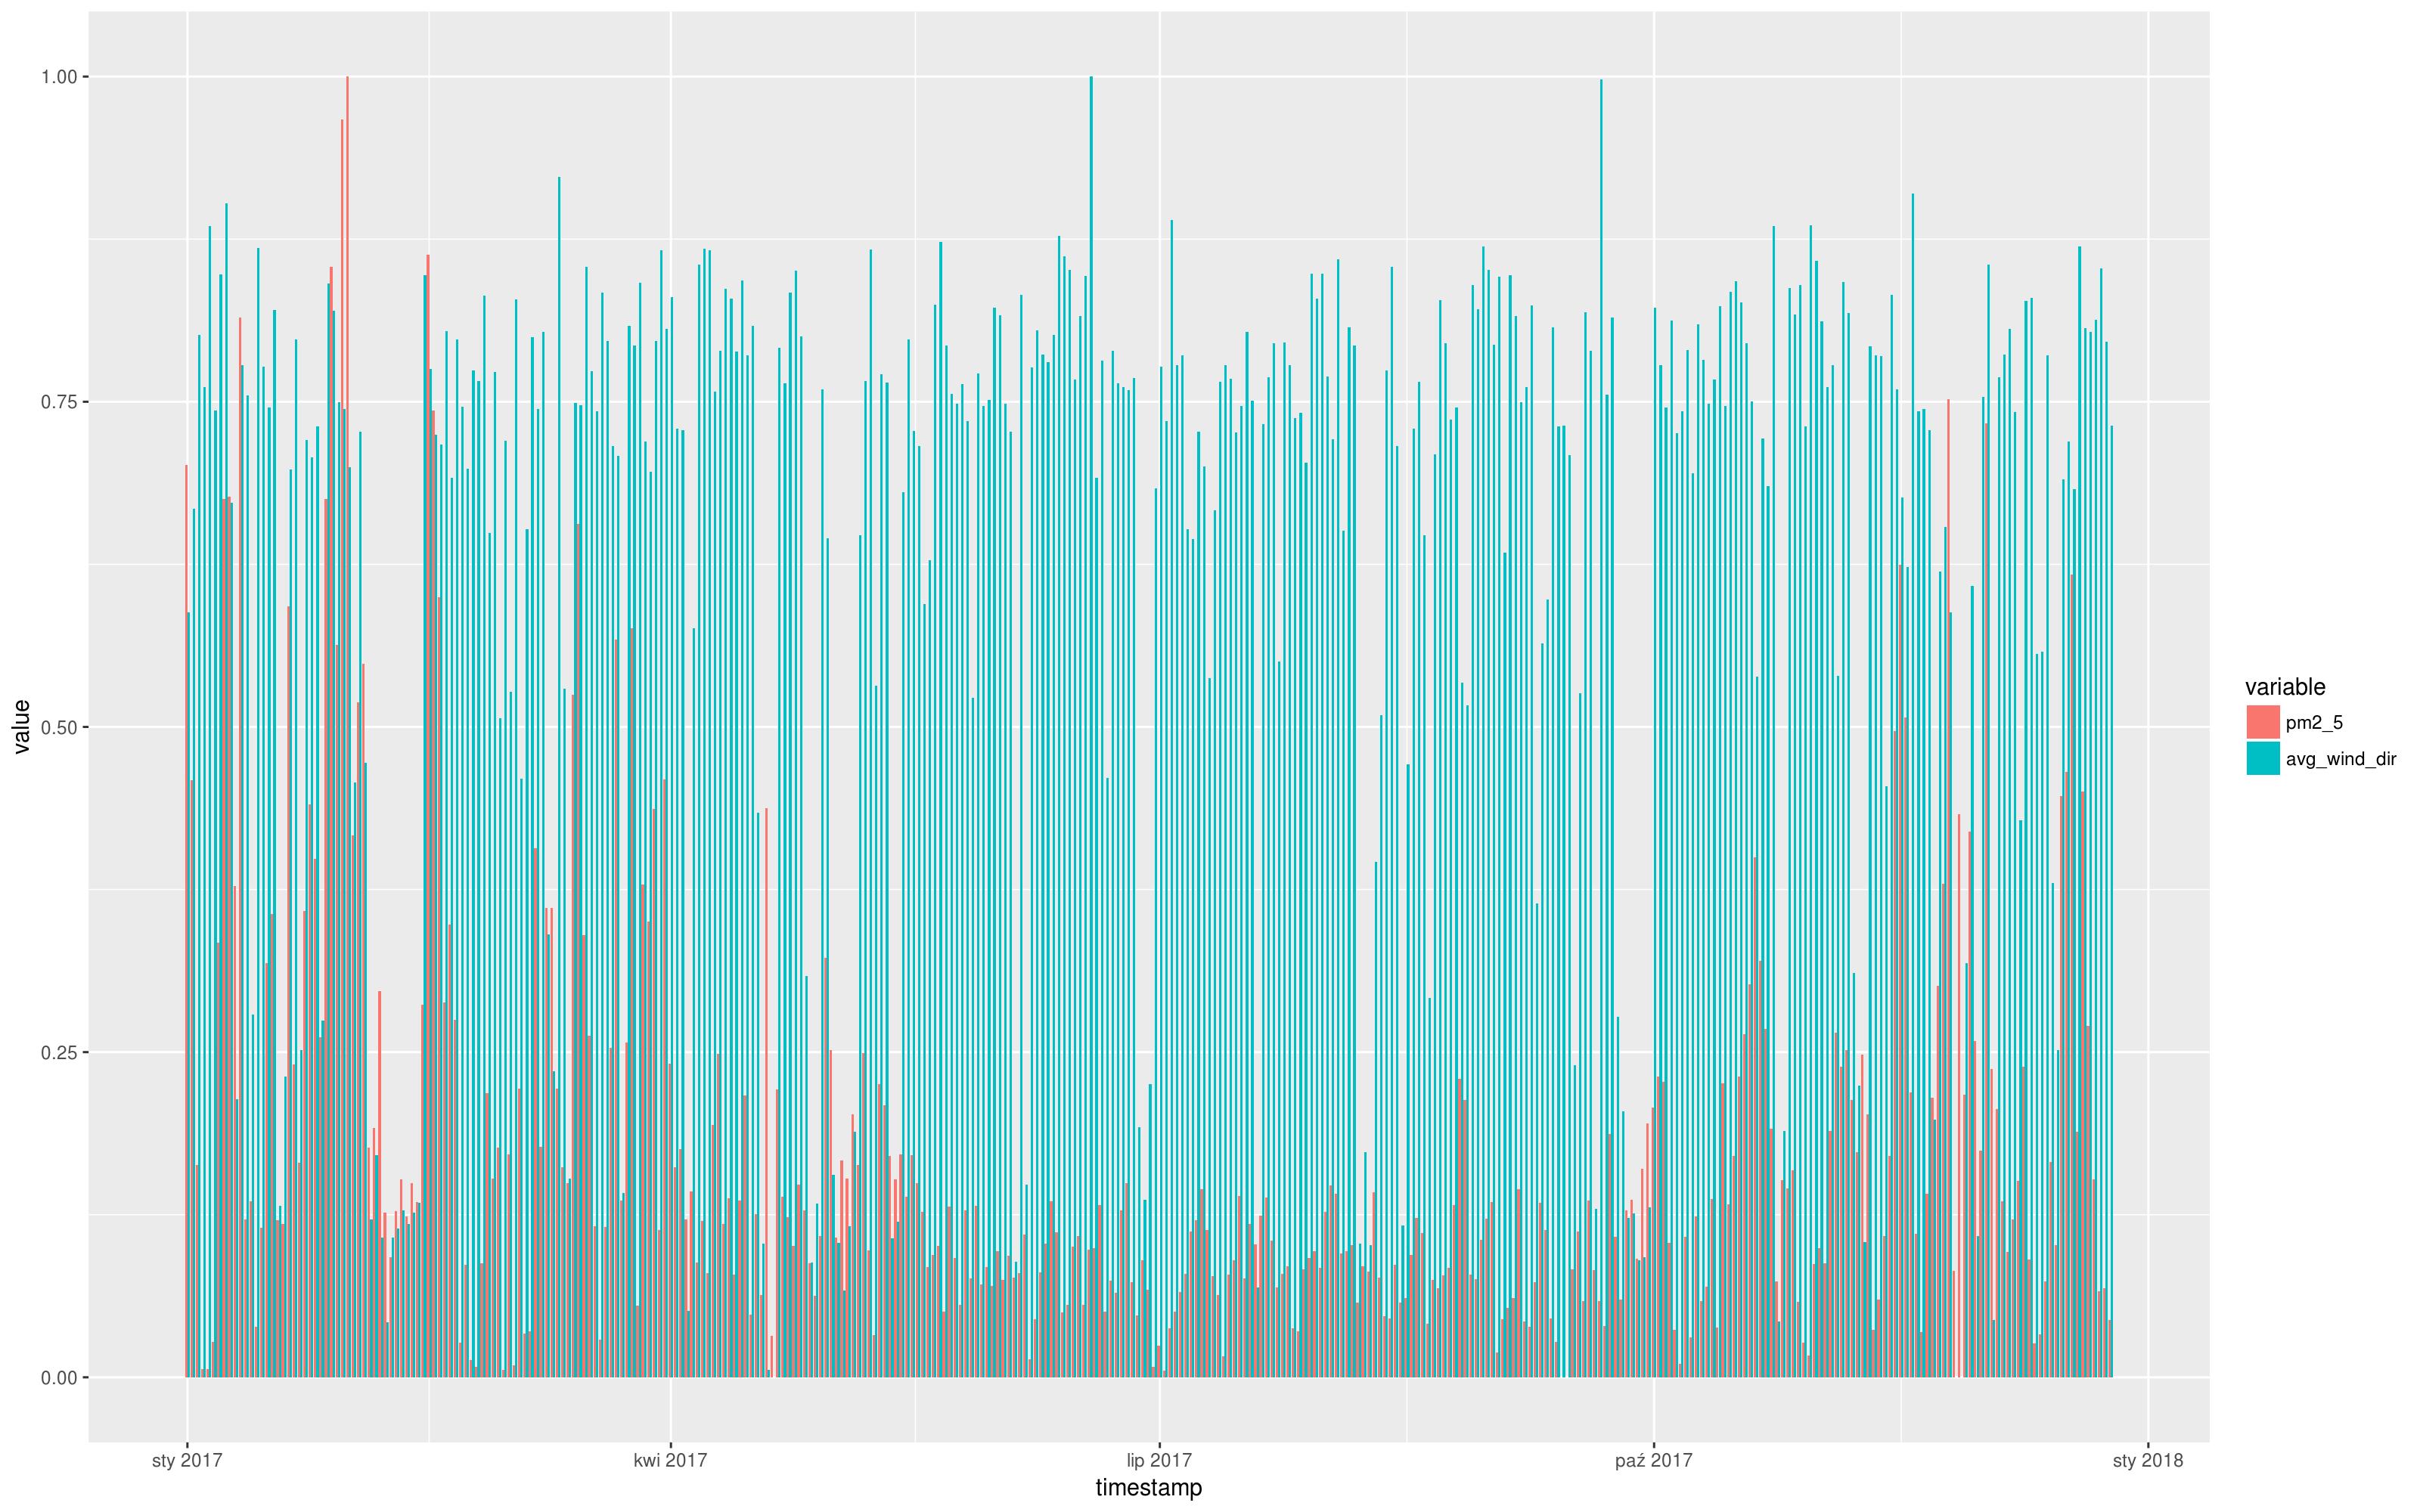 1.00
0.75
0.50
0.25
0.00
value
sty 2017
kwi 2017
lip 2017
paź 2017
sty 2018
timestamp
variable
pm2_5
avg_wind_dir